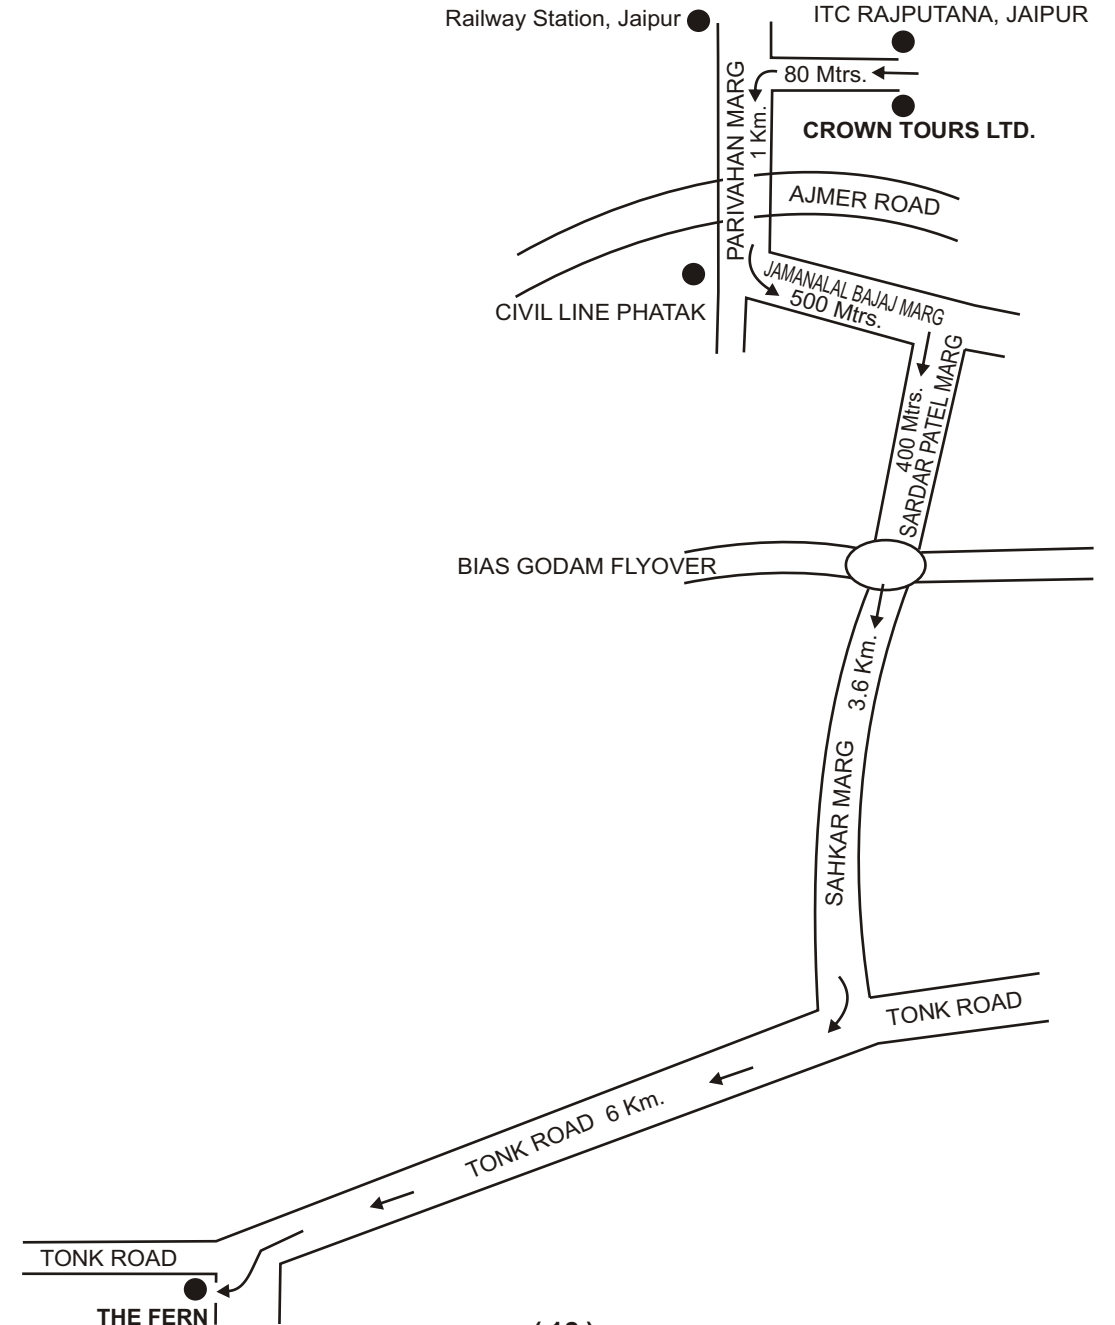 Railway Station, Jaipur
ITC RAJPUTANA, JAIPUR
80 Mtrs.
CROWN TOURS LTD.
PARIVAHAN MARG
1 Km.
AJMER ROAD
CIVIL LINE PHATAK
JAMANALAL BAJAJ MARG
500 Mtrs.
400 Mtrs.
SARDAR PATEL MARG
BIAS GODAM FLYOVER
3.6 Km.
SAHKAR MARG
TONK ROAD
TONK ROAD 6 Km.
TONK ROAD
THE FERN